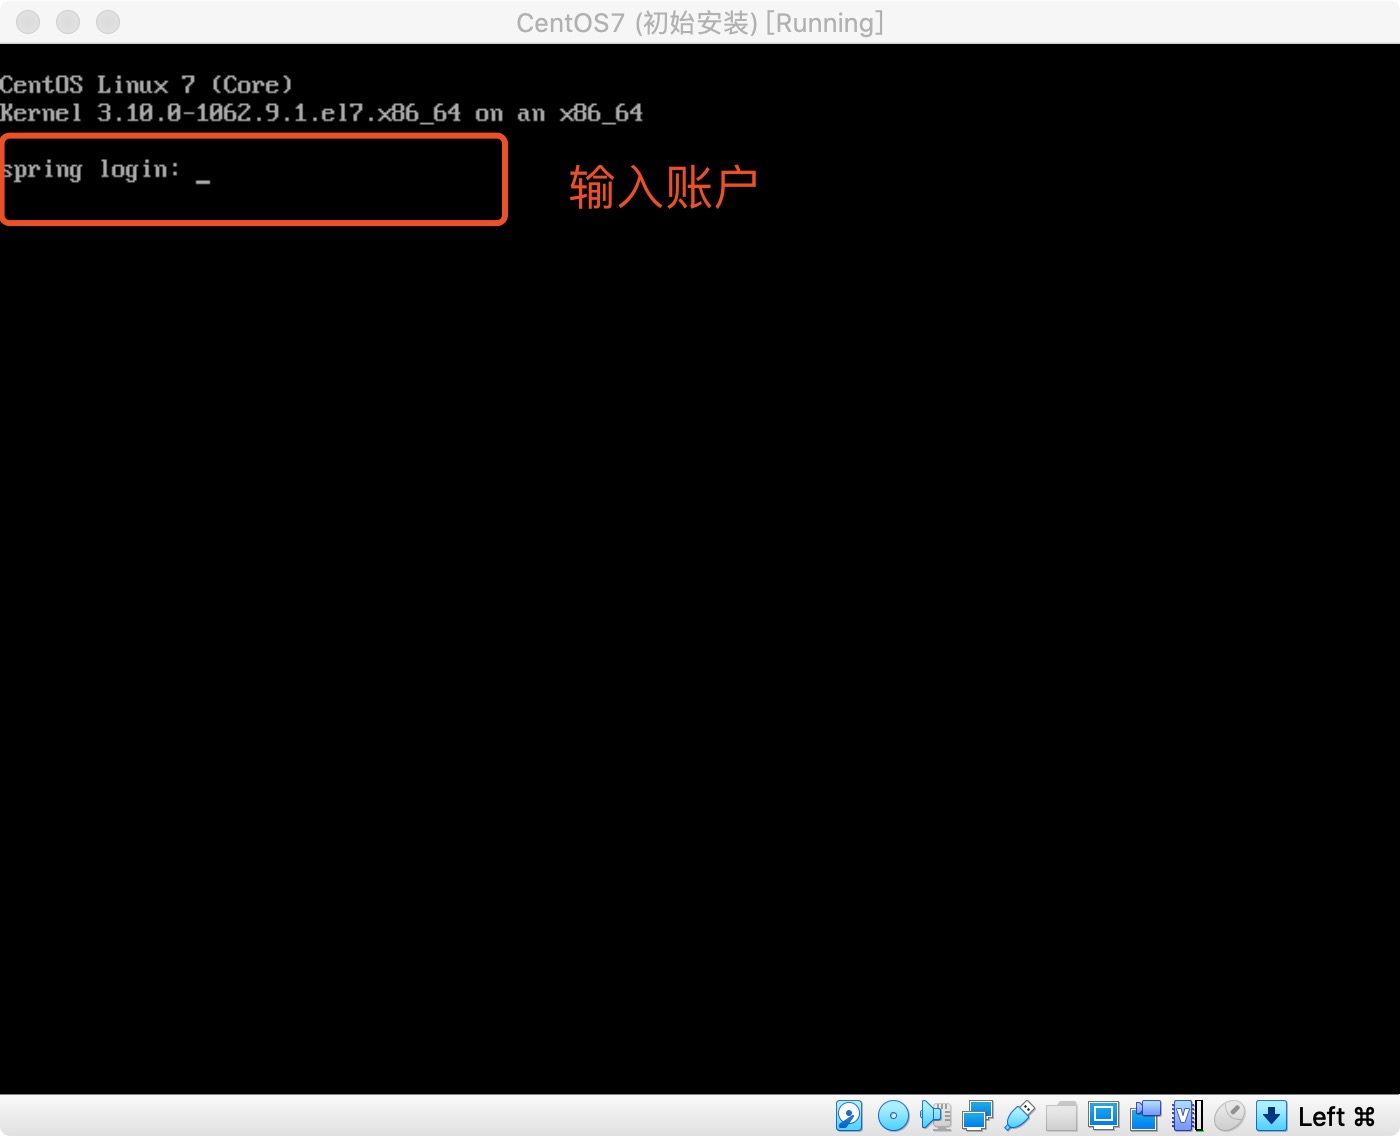 CentOS7 (初始安装) [Running]
CentOS Linux 7 (Core)
Kernel 3.10.0-1062.9.1.el7.x86_64 on an x86_64
spring login: _
输入账户
V
Left ⌘